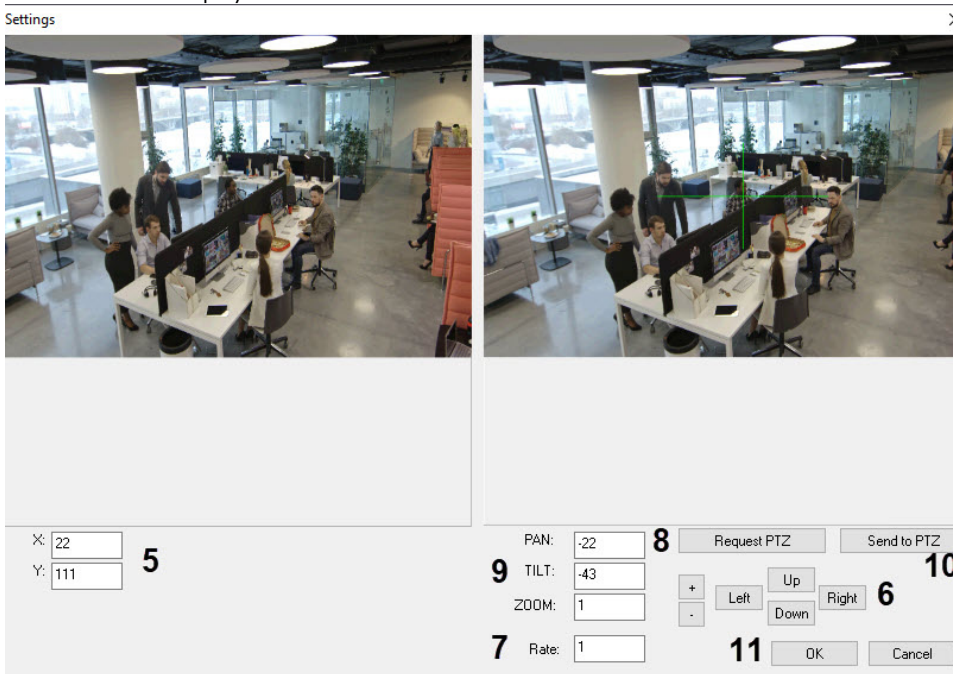 Settings
X: 22
5
Y: 111
PAN: -22
8
Request PTZ
Send to PTZ
10
9
TILT: -43
+
-
Left
Up
Down
Right
6
ZOOM: 1
7
Rate: 1
11
OK
Cancel